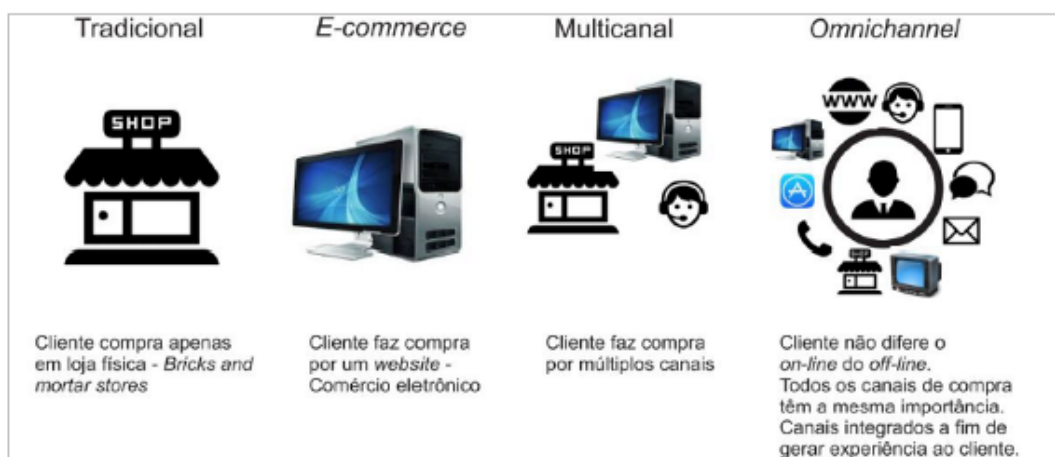 Tradicional
E-commerce
Multicanal
Omnichannel
SHOP
SHOP
www
SHOP
Cliente compra apenas
em loja física - Bricks and
mortar stores
Cliente faz compra
por um website -
Comércio eletrônico
Cliente faz compra
por múltiplos canais
Cliente não difere o
on-line do off-line.
Todos os canais de compra
têm a mesma importância.
Canais integrados a fim de
gerar experiência ao cliente.